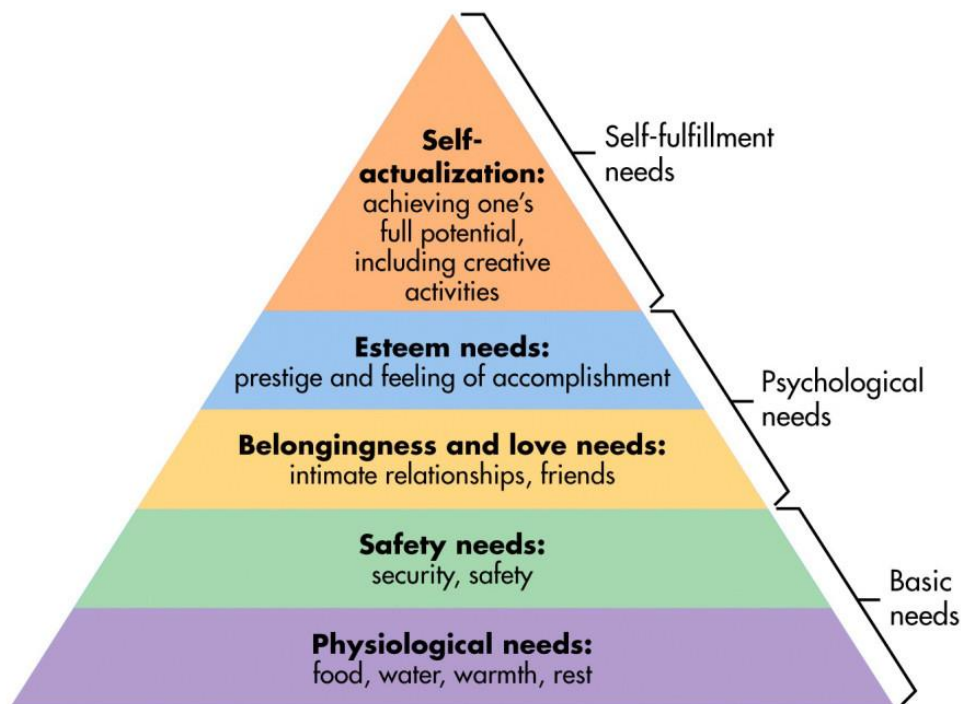 Self-
actualization:
achieving one's
full potential,
including creative
activities
Self-fulfillment
needs
Esteem needs:
prestige and feeling of accomplishment
Belongingness and love needs:
intimate relationships, friends
Psychological
needs
Safety needs:
security, safety
Physiological needs:
food, water, warmth, rest
Basic
needs